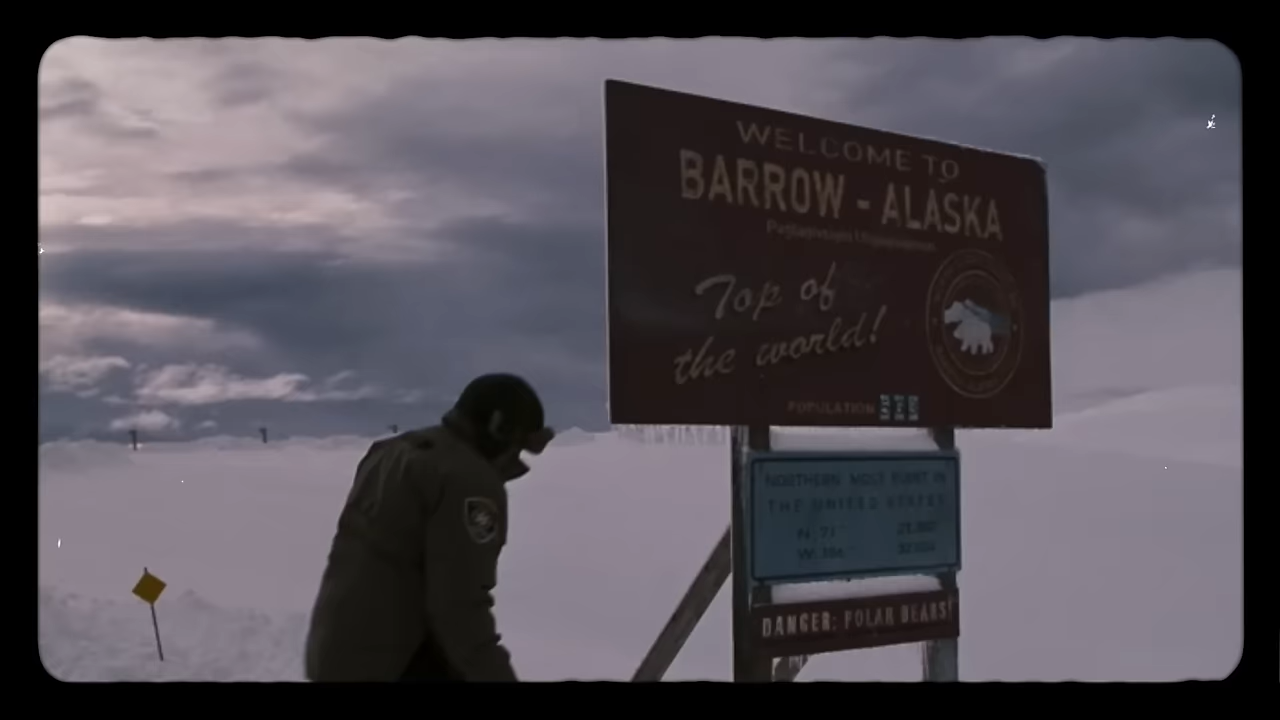 WELCOME TO
BARROW - ALASKA
Top of
the world!
POPULATION
NORTHERN MOST POINT IN
THE UNITED STATES
N. 71
W.
DANGER: POLAR BEARS!